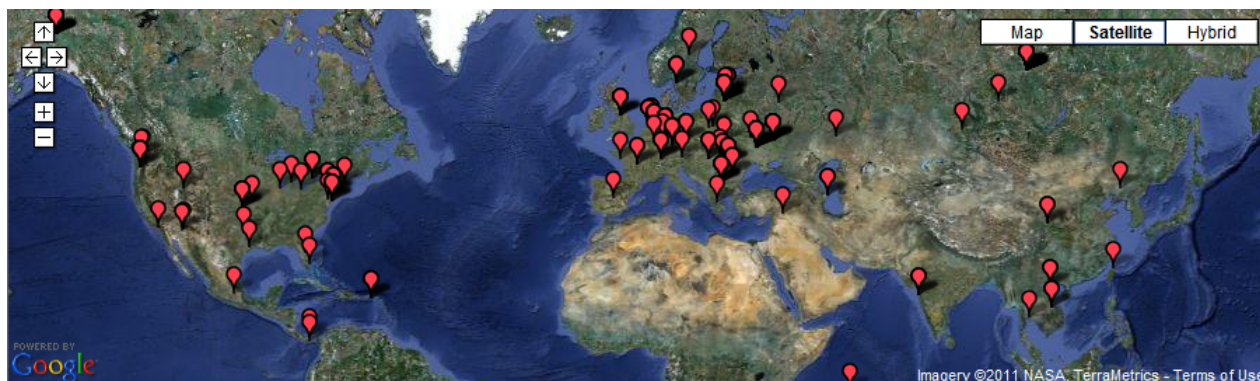 Map Satellite Hybrid
POWERED BY
Google
Imagery ©2011 NASA, TerraMetrics - Terms of Use